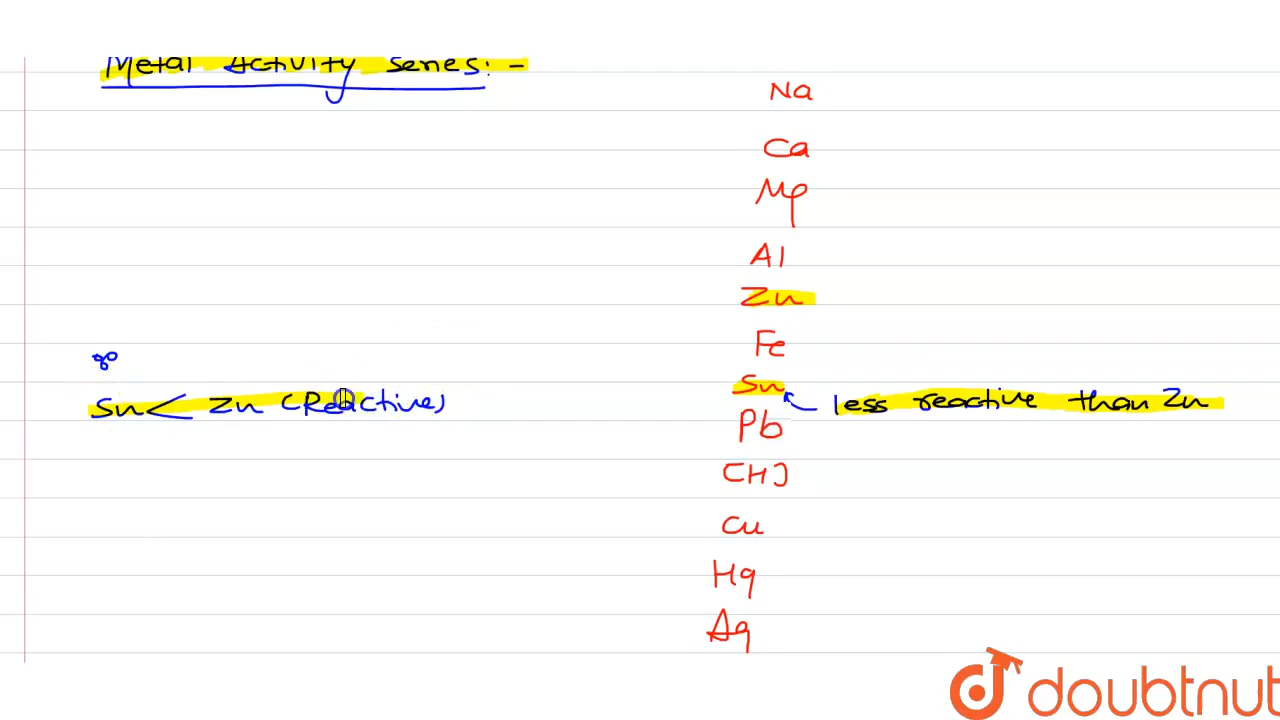 Metal Activity Series:-
Na
Ca
Mg
Al
Zn
Fe
Sn
less reactive than Zn
Sn < Zn (Reactive)
Pb
[H]
Cu
Hg
Ag
doubtnut